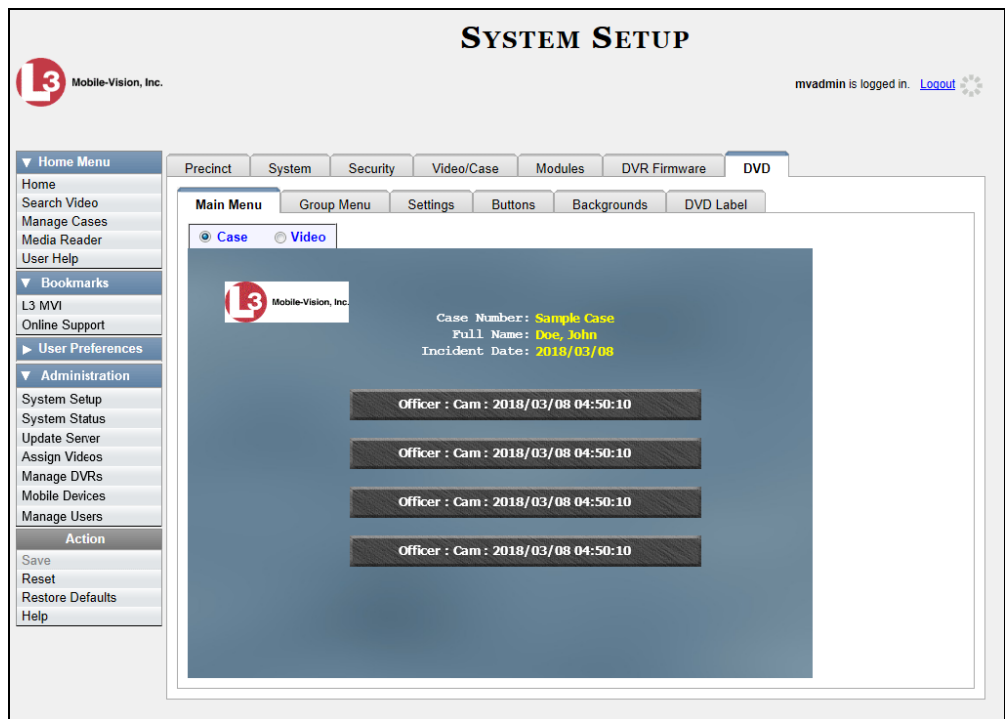 SYSTEM SETUP
L3 Mobile-Vision, Inc.
mvadmin is logged in. Logout
▼ Home Menu
Home
Search Video
Manage Cases
Media Reader
User Help
▼ Bookmarks
L3 MVI
Online Support
▶ User Preferences
▼ Administration
System Setup
System Status
Update Server
Assign Videos
Manage DVRs
Mobile Devices
Manage Users
Action
Save
Reset
Restore Defaults
Help
Precinct System Security Video/Case Modules DVR Firmware DVD
Main Menu Group Menu Settings Buttons Backgrounds DVD Label
Case Video
L3 Mobile-Vision, Inc.
Case Number: Sample Case
Full Name: Doe, John
Incident Date: 2018/03/08
Officer : Cam : 2018/03/08 04:50:10
Officer : Cam : 2018/03/08 04:50:10
Officer : Cam : 2018/03/08 04:50:10
Officer : Cam : 2018/03/08 04:50:10